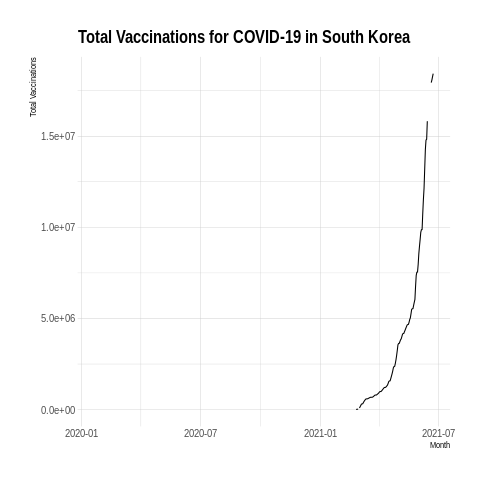 Total Vaccinations for COVID-19 in South Korea
Total Vaccinations
1.5e+07
1.0e+07
5.0e+06
0.0e+00
2020-01 2020-07 2021-01 2021-07
Month